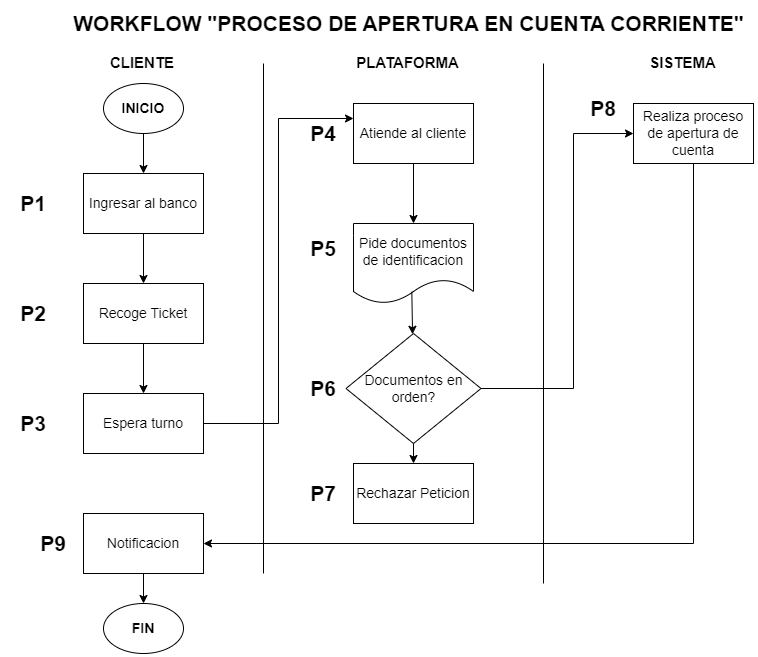 WORKFLOW "PROCESO DE APERTURA EN CUENTA CORRIENTE"
CLIENTE
PLATAFORMA
SISTEMA
INICIO
P1
Ingresar al banco
P2
Recoge Ticket
P3
Espera turno
P4
Atiende al cliente
P5
Pide documentos
de identificacion
P6
Documentos en
orden?
P7
Rechazar Peticion
P8
Realiza proceso
de apertura de
cuenta
P9
Notificacion
FIN